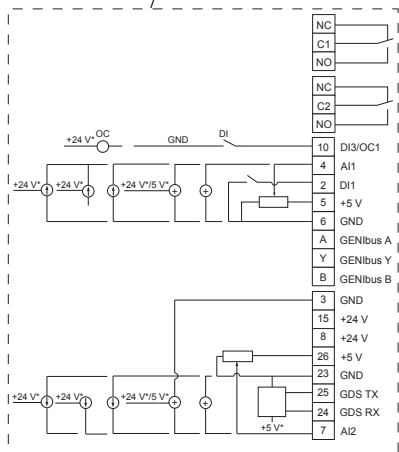 NC
C1
NO
NC
C2
NO
+24 V* OC GND DI
10 DI3/OC1
4 AI1
+24 V* +24 V* +24 V*/5 V* 2 DI1
5 +5 V
6 GND
A GENIbus A
Y GENIbus Y
B GENIbus B
3 GND
15 +24 V
8 +24 V
26 +5 V
23 GND
+24 V* +24 V* +24 V*/5 V* 25 GDS TX
24 GDS RX
+5 V* 7 AI2